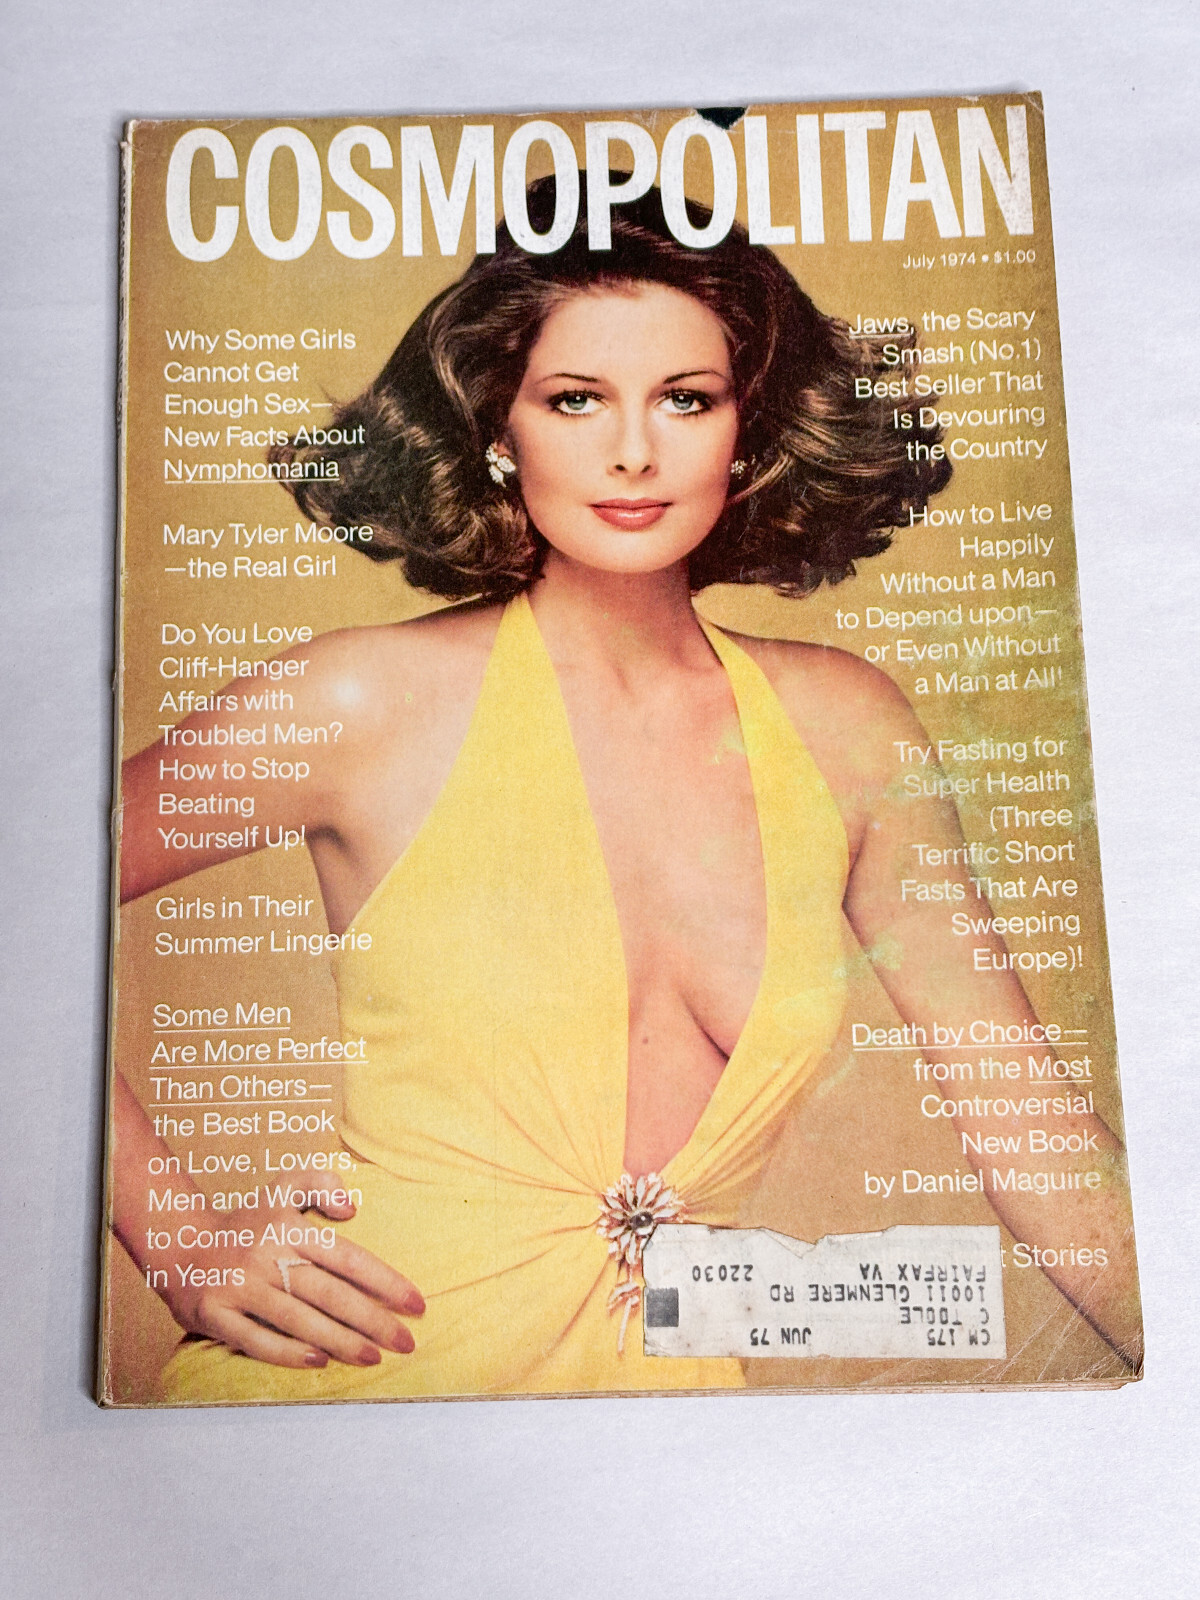 COSMOPOLITAN
July 1974 • $1.00
Why Some Girls
Cannot Get
Enough Sex—
New Facts About
Nymphomania
Mary Tyler Moore
—the Real Girl
Do You Love
Cliff-Hanger
Affairs with
Troubled Men?
How to Stop
Beating
Yourself Up!
Girls in Their
Summer Lingerie
Some Men
Are More Perfect
Than Others—
the Best Book
on Love, Lovers,
Men and Women
to Come Along
in Years
Jaws, the Scary
Smash (No.1)
Best Seller That
Is Devouring
the Country
How to Live
Happily
Without a Man
to Depend upon—
or Even Without
a Man at All!
Try Fasting for
Super Health
(Three
Terrific Short
Fasts That Are
Sweeping
Europe)!
Death by Choice—
from the Most
Controversial
New Book
by Daniel Maguire
t Stories
CM 175 JUN 75
C TOOLE
10011 GLENMERE RD
FAIRFAX VA 22030